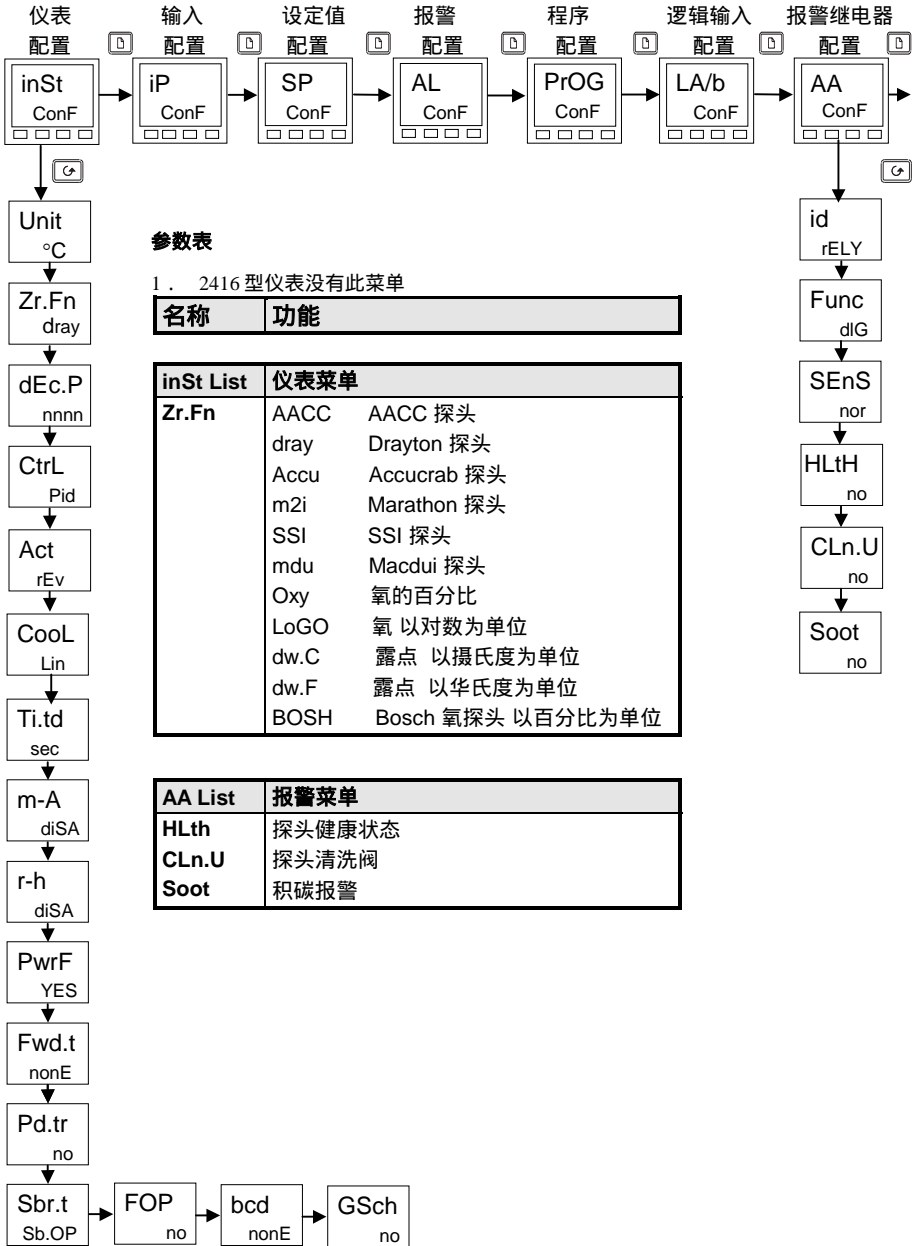 仪表 输入 设定值 报警 程序 逻辑输入 报警继电器
配置 配置 配置 配置 配置 配置 配置
inSt iP SP AL PrOG LA/b AA
ConF ConF ConF ConF ConF ConF ConF
Unit
°C
Zr.Fn
dray
dEc.P
nnnn
CtrL
Pid
Act
rEv
CooL
Lin
Ti.td
sec
m-A
diSA
r-h
diSA
PwrF
YES
Fwd.t
nonE
Pd.tr
no
Sbr.t FOP bcd GSch
Sb.OP no nonE no
参数表
1． 2416 型仪表没有此菜单
名称 功能
inSt List 仪表菜单
Zr.Fn AACC AACC 探头
dray Drayton 探头
Accu Accucrab 探头
m2i Marathon 探头
SSI SSI 探头
mdu Macdui 探头
Oxy 氧的百分比
LoGO 氧 以对数为单位
dw.C 露点 以摄氏度为单位
dw.F 露点 以华氏度为单位
BOSH Bosch 氧探头 以百分比为单位
AA List 报警菜单
HLth 探头健康状态
CLn.U 探头清洗阀
Soot 积碳报警
id
rELY
Func
dIG
SEnS
nor
HLtH
no
CLn.U
no
Soot
no